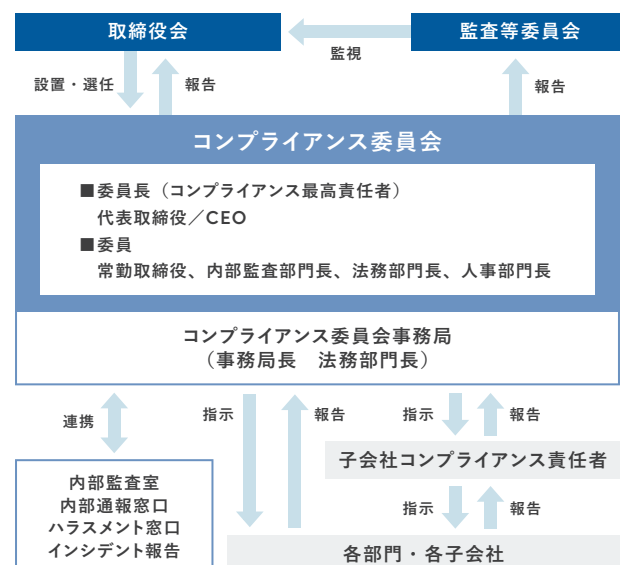 取締役会
監査等委員会
監視
設置・選任
報告
報告
コンプライアンス委員会
■委員長（コンプライアンス最高責任者）
代表取締役／CEO
■委員
常勤取締役、内部監査部門長、法務部門長、人事部門長
コンプライアンス委員会事務局
（事務局長　法務部門長）
連携
指示
報告
指示
報告
子会社コンプライアンス責任者
内部監査室
内部通報窓口
ハラスメント窓口
インシデント報告
指示
報告
各部門・各子会社